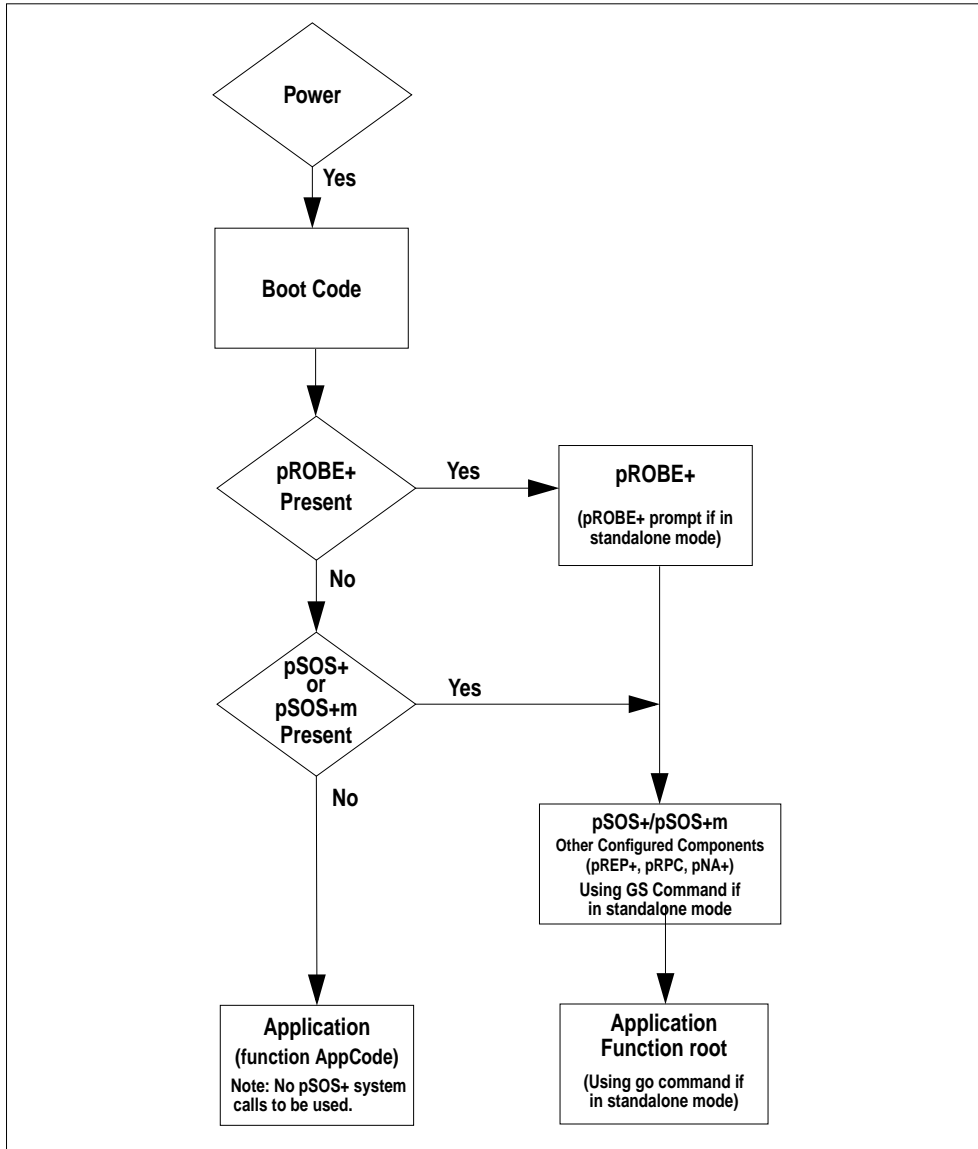 Power
Yes
Boot Code
pROBE+
Present
Yes
pROBE+
(pROBE+ prompt if in
standalone mode)
No
pSOS+
or
pSOS+m
Present
Yes
No
pSOS+/pSOS+m
Other Configured Components
(pREP+, pRPC, pNA+)
Using GS Command if
in standalone mode
Application
(function AppCode)
Note: No pSOS+ system
calls to be used.
Application
Function root
(Using go command if
in standalone mode)